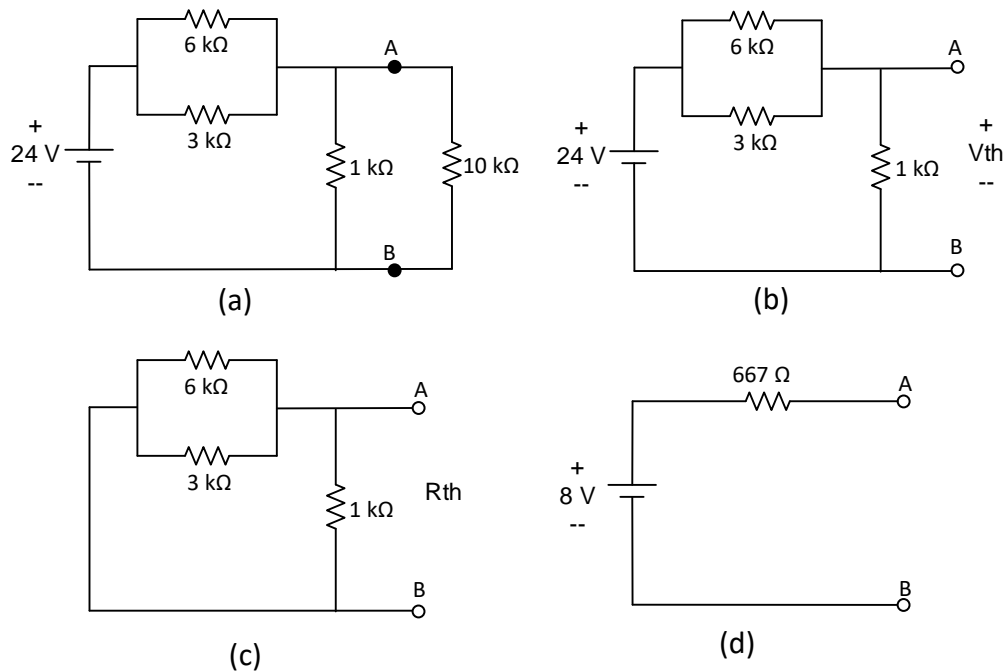 6 kΩ
3 kΩ
+
24 V
--
1 kΩ
A
10 kΩ
B
(a)
6 kΩ
3 kΩ
+
24 V
--
1 kΩ
A
+
Vth
--
B
(b)
6 kΩ
3 kΩ
1 kΩ
A
Rth
B
(c)
667 Ω
A
+
8 V
--
B
(d)